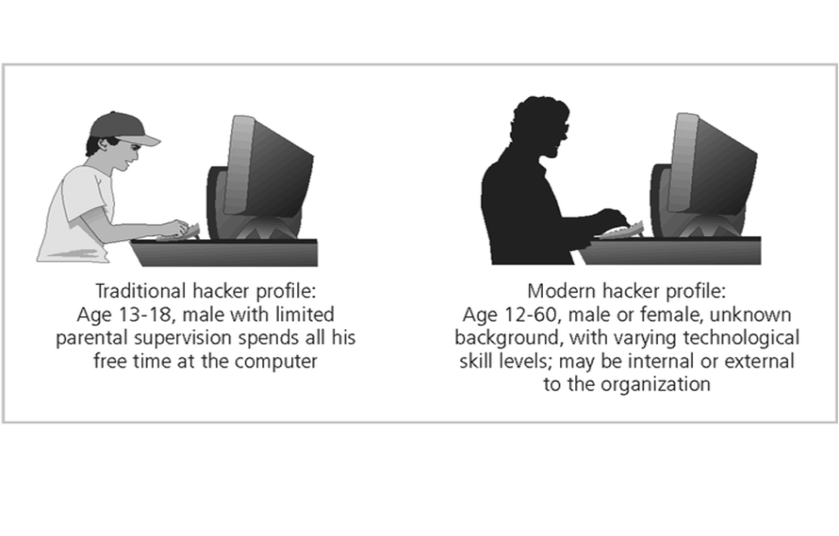 Traditional hacker profile:
Age 13-18, male with limited
parental supervision spends all his
free time at the computer
Modern hacker profile:
Age 12-60, male or female, unknown
background, with varying technological
skill levels; may be internal or external
to the organization